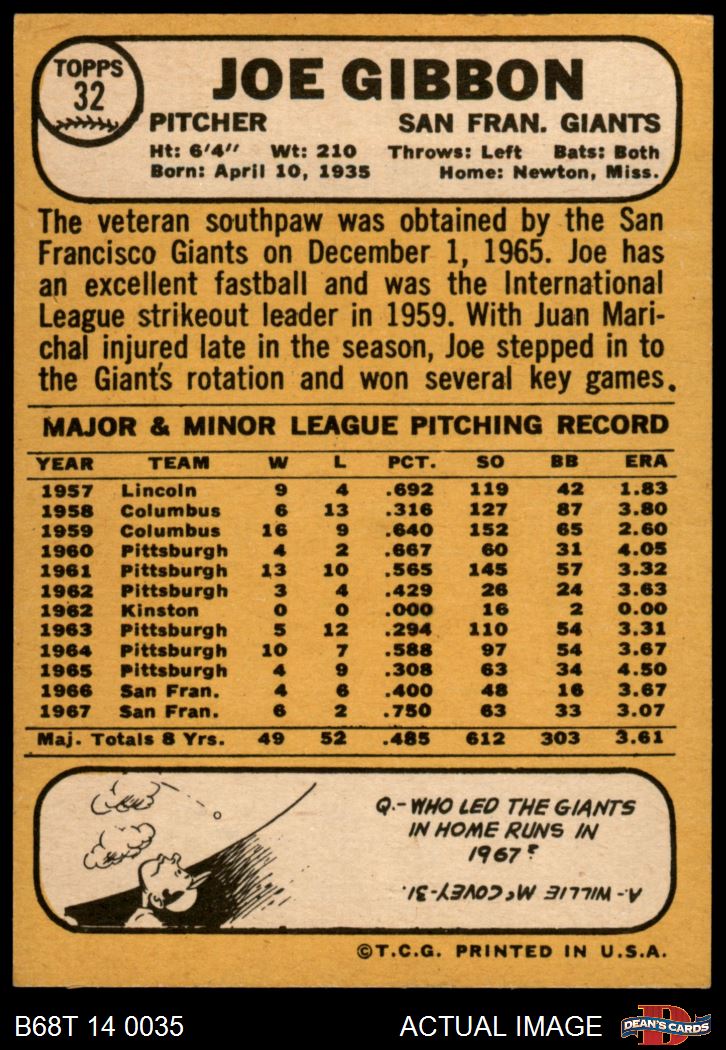 TOPPS
32
JOE GIBBON
PITCHER SAN FRAN. GIANTS
Ht: 6'4" Wt: 210 Throws: Left Bats: Both
Born: April 10, 1935 Home: Newton, Miss.
The veteran southpaw was obtained by the San
Francisco Giants on December 1, 1965. Joe has
an excellent fastball and was the International
League strikeout leader in 1959. With Juan Mari-
chal injured late in the season, Joe stepped in to
the Giant's rotation and won several key games.
MAJOR & MINOR LEAGUE PITCHING RECORD
YEAR TEAM W L PCT. SO BB ERA
1957 Lincoln 9 4 .692 119 42 1.83
1958 Columbus 6 13 .316 127 87 3.80
1959 Columbus 16 9 .640 152 65 2.60
1960 Pittsburgh 4 2 .667 60 31 4.05
1961 Pittsburgh 13 10 .565 145 57 3.32
1962 Pittsburgh 3 4 .429 26 24 3.63
1962 Kinston 0 0 .000 16 2 0.00
1963 Pittsburgh 5 12 .294 110 54 3.31
1964 Pittsburgh 10 7 .588 97 54 3.67
1965 Pittsburgh 4 9 .308 63 34 4.50
1966 San Fran. 4 6 .400 48 16 3.67
1967 San Fran. 6 2 .750 63 33 3.07
Maj. Totals 8 Yrs. 49 52 .485 612 303 3.61
Q.- WHO LED THE GIANTS
IN HOME RUNS IN
1967?
A.- WILLIE McCOVEY-31.
©T.C.G. PRINTED IN U.S.A.
B68T 14 0035 ACTUAL IMAGE
D
DEAN'S CARDS